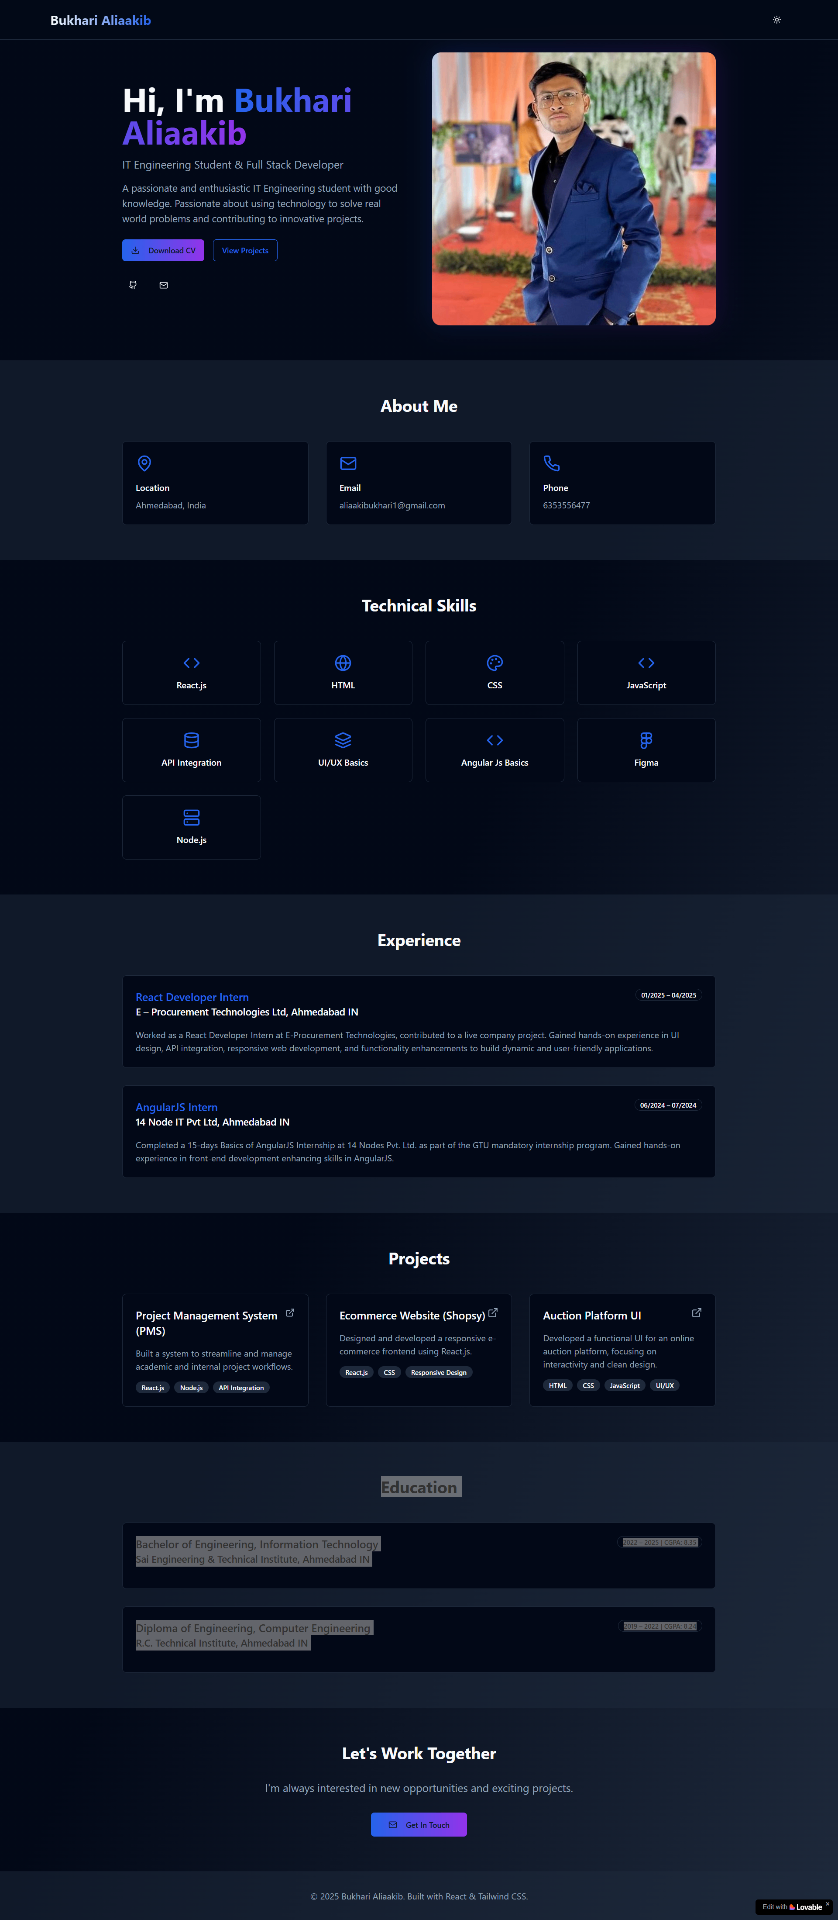 Bukhari Aliaakib
Hi, I'm Bukhari
Aliaakib
IT Engineering Student & Full Stack Developer
A passionate and enthusiastic IT Engineering student with good
knowledge. Passionate about using technology to solve real
world problems and contributing to innovative projects.
Download CV
View Projects
About Me
Location
Ahmedabad, India
Email
aliaakibukhari1@gmail.com
Phone
6353556477
Technical Skills
React.js
HTML
CSS
JavaScript
API Integration
UI/UX Basics
Angular Js Basics
Figma
Node.js
Experience
React Developer Intern
01/2025 – 04/2025
E – Procurement Technologies Ltd, Ahmedabad IN
Worked as a React Developer Intern at E-Procurement Technologies, contributed to a live company project. Gained hands-on experience in UI
design, API integration, responsive web development, and functionality enhancements to build dynamic and user-friendly applications.
AngularJS Intern
06/2024 – 07/2024
14 Node IT Pvt Ltd, Ahmedabad IN
Completed a 15-days Basics of AngularJS Internship at 14 Nodes Pvt. Ltd. as part of the GTU mandatory internship program. Gained hands-on
experience in front-end development enhancing skills in AngularJS.
Projects
Project Management System
(PMS)
Built a system to streamline and manage
academic and internal project workflows.
React.js
Node.js
API Integration
Ecommerce Website (Shopsy)
Designed and developed a responsive e-
commerce frontend using React.js.
React.js
CSS
Responsive Design
Auction Platform UI
Developed a functional UI for an online
auction platform, focusing on
interactivity and clean design.
HTML
CSS
JavaScript
UI/UX
Education
Bachelor of Engineering, Information Technology
2022 – 2025 | CGPA:
Sal Engineering & Technical Institute, Ahmedabad IN
Diploma of Engineering, Computer Engineering
2019 – 2022 | CGPA:
R.C. Technical Institute, Ahmedabad IN
Let's Work Together
I'm always interested in new opportunities and exciting projects.
Get In Touch
© 2025 Bukhari Aliaakib. Built with React & Tailwind CSS.
Edit with Lovable